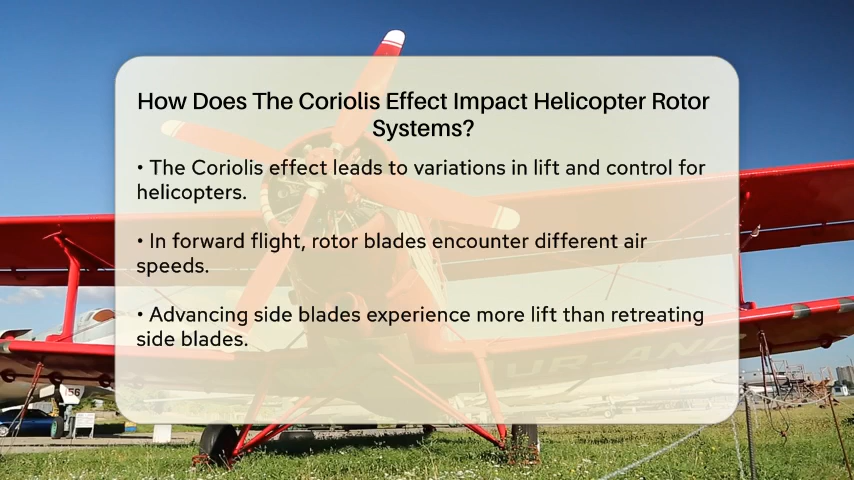 How Does The Coriolis Effect Impact Helicopter Rotor
Systems?
• The Coriolis effect leads to variations in lift and control for
helicopters.
• In forward flight, rotor blades encounter different air
speeds.
• Advancing side blades experience more lift than retreating
side blades.
56